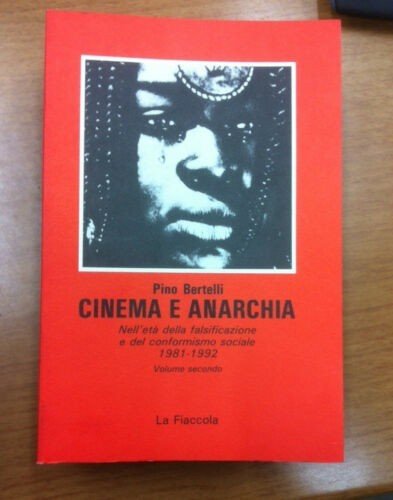 Pino Bertelli
CINEMA E ANARCHIA
Nell'età della falsificazione
e del conformismo sociale
1981-1992
Volume secondo
La Fiaccola